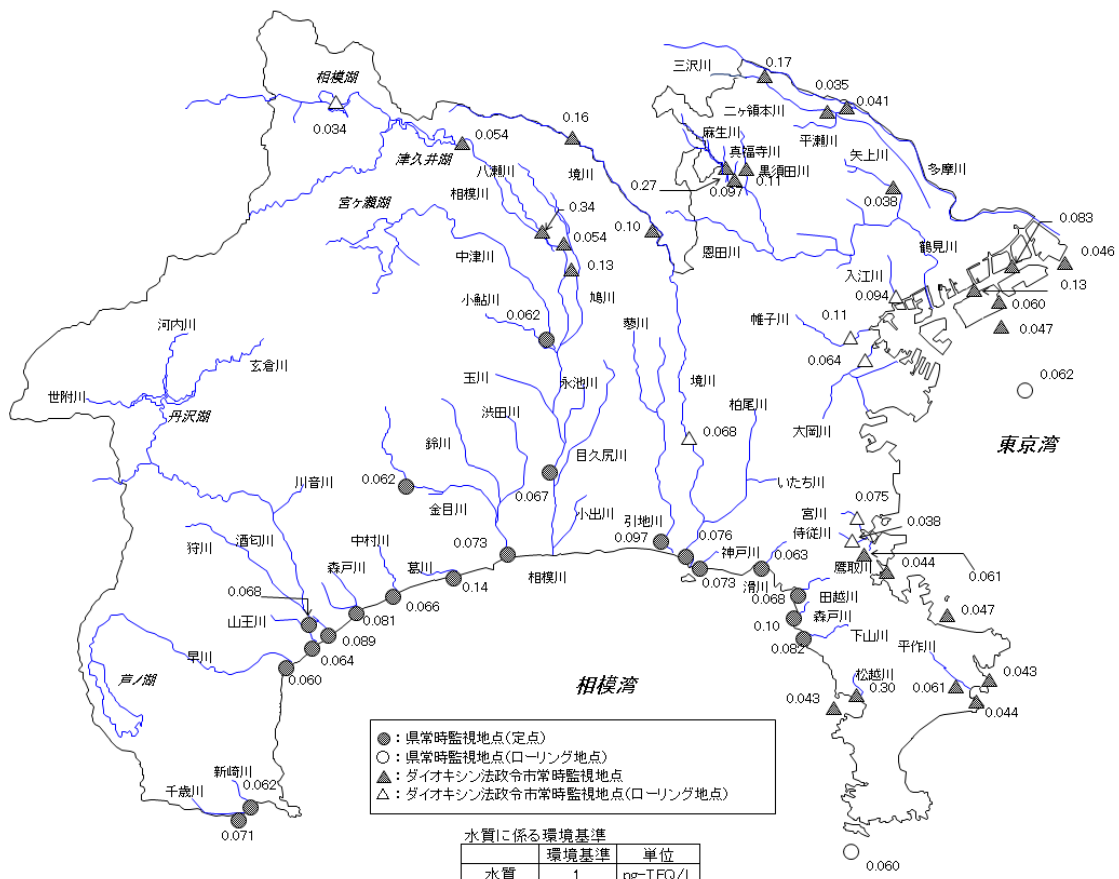 三沢川
0.17
相模湖
0.034
0.035
0.041
二ヶ領本川
0.16
平瀬川
麻生川
真福寺川
矢上川
0.054
津久井湖
多摩川
八瀬川
境川
黒須田川
0.27
0.097
0.11
相模川
0.038
宮ヶ瀬湖
0.34
0.10
0.083
0.054
恩田川
鶴見川
0.046
中津川
0.13
入江川
0.13
小鮎川
鳩川
0.094
0.060
0.062
河内川
蓼川
帷子川
0.11
0.047
玄倉川
0.064
世附川
玉川
永池川
境川
0.062
丹沢湖
洪田川
柏尾川
大岡川
東京湾
鈴川
0.068
目久尻川
0.062
0.067
いたち川
川音川
金目川
小出川
宮川
0.075
侍従川
0.038
狩川
酒匂川
中村川
0.073
引地川
0.097
0.076
神戸川
0.063
森戸川
葛川
相模川
0.073
滑川
鷹取川
0.044
0.061
0.068
0.066
0.14
0.068
田越川
山王川
0.081
0.10
森戸川
0.047
0.089
0.082
下山川
平作川
早川
0.064
0.060
松越川
芦ノ湖
相模湾
0.043
0.30
0.061
0.043
0.044
●：県常時監視地点(定点)
○：県常時監視地点(ローリング地点)
▲：ダイオキシン法政令市常時監視地点
△：ダイオキシン法政令市常時監視地点(ローリング地点)
新崎川
千歳川
0.062
0.071
水質に係る環境基準
環境基準 単位
水質 1 pg-TEQ/L
0.060